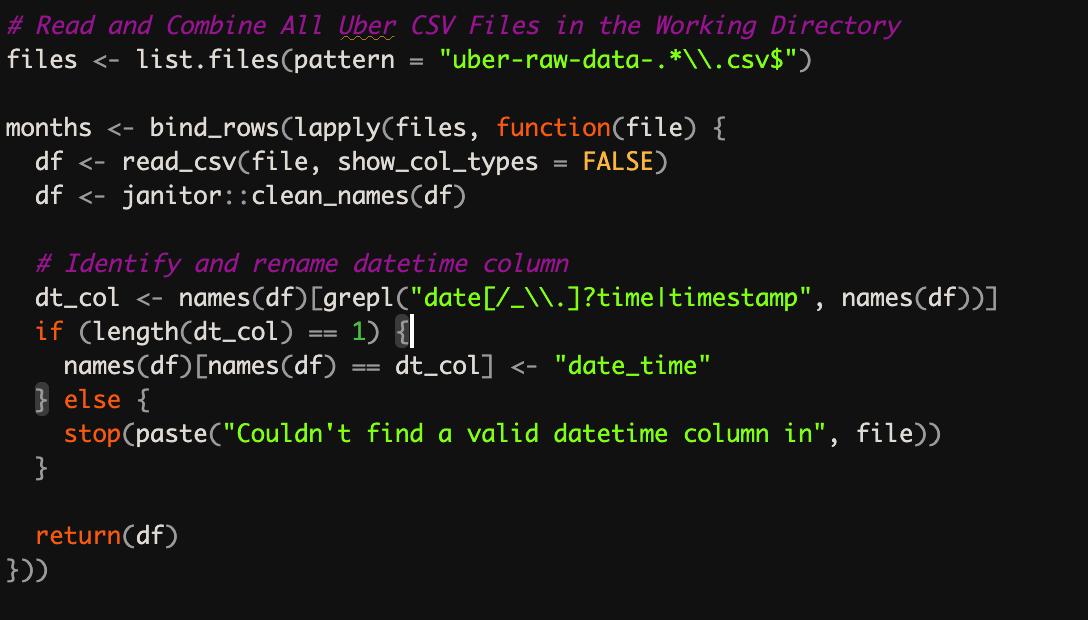 # Read and Combine All Uber CSV Files in the Working Directory
files <- list.files(pattern = "uber-raw-data-.*\\.csv$")
months <- bind_rows(lapply(files, function(file) {
  df <- read_csv(file, show_col_types = FALSE)
  df <- janitor::clean_names(df)
  # Identify and rename datetime column
  dt_col <- names(df)[grepl("date[/_\\.]?time|timestamp", names(df))]
  if (length(dt_col) == 1) {
    names(df)[names(df) == dt_col] <- "date_time"
  } else {
    stop(paste("Couldn't find a valid datetime column in", file))
  }
  return(df)
}))